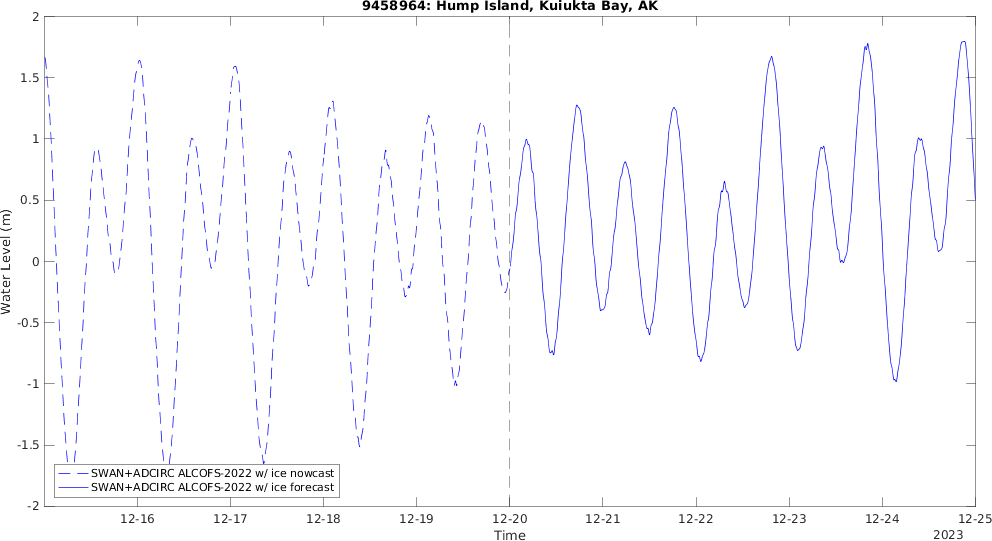 9458964: Hump Island, Kuiukta Bay, AK
2
1.5
1
0.5
0
-0.5
-1
-1.5
-2
Water Level (m)
SWAN+ADCIRC ALCOFS-2022 w/ ice nowcast
SWAN+ADCIRC ALCOFS-2022 w/ ice forecast
12-16 12-17 12-18 12-19 12-20 12-21 12-22 12-23 12-24 12-25
Time
2023